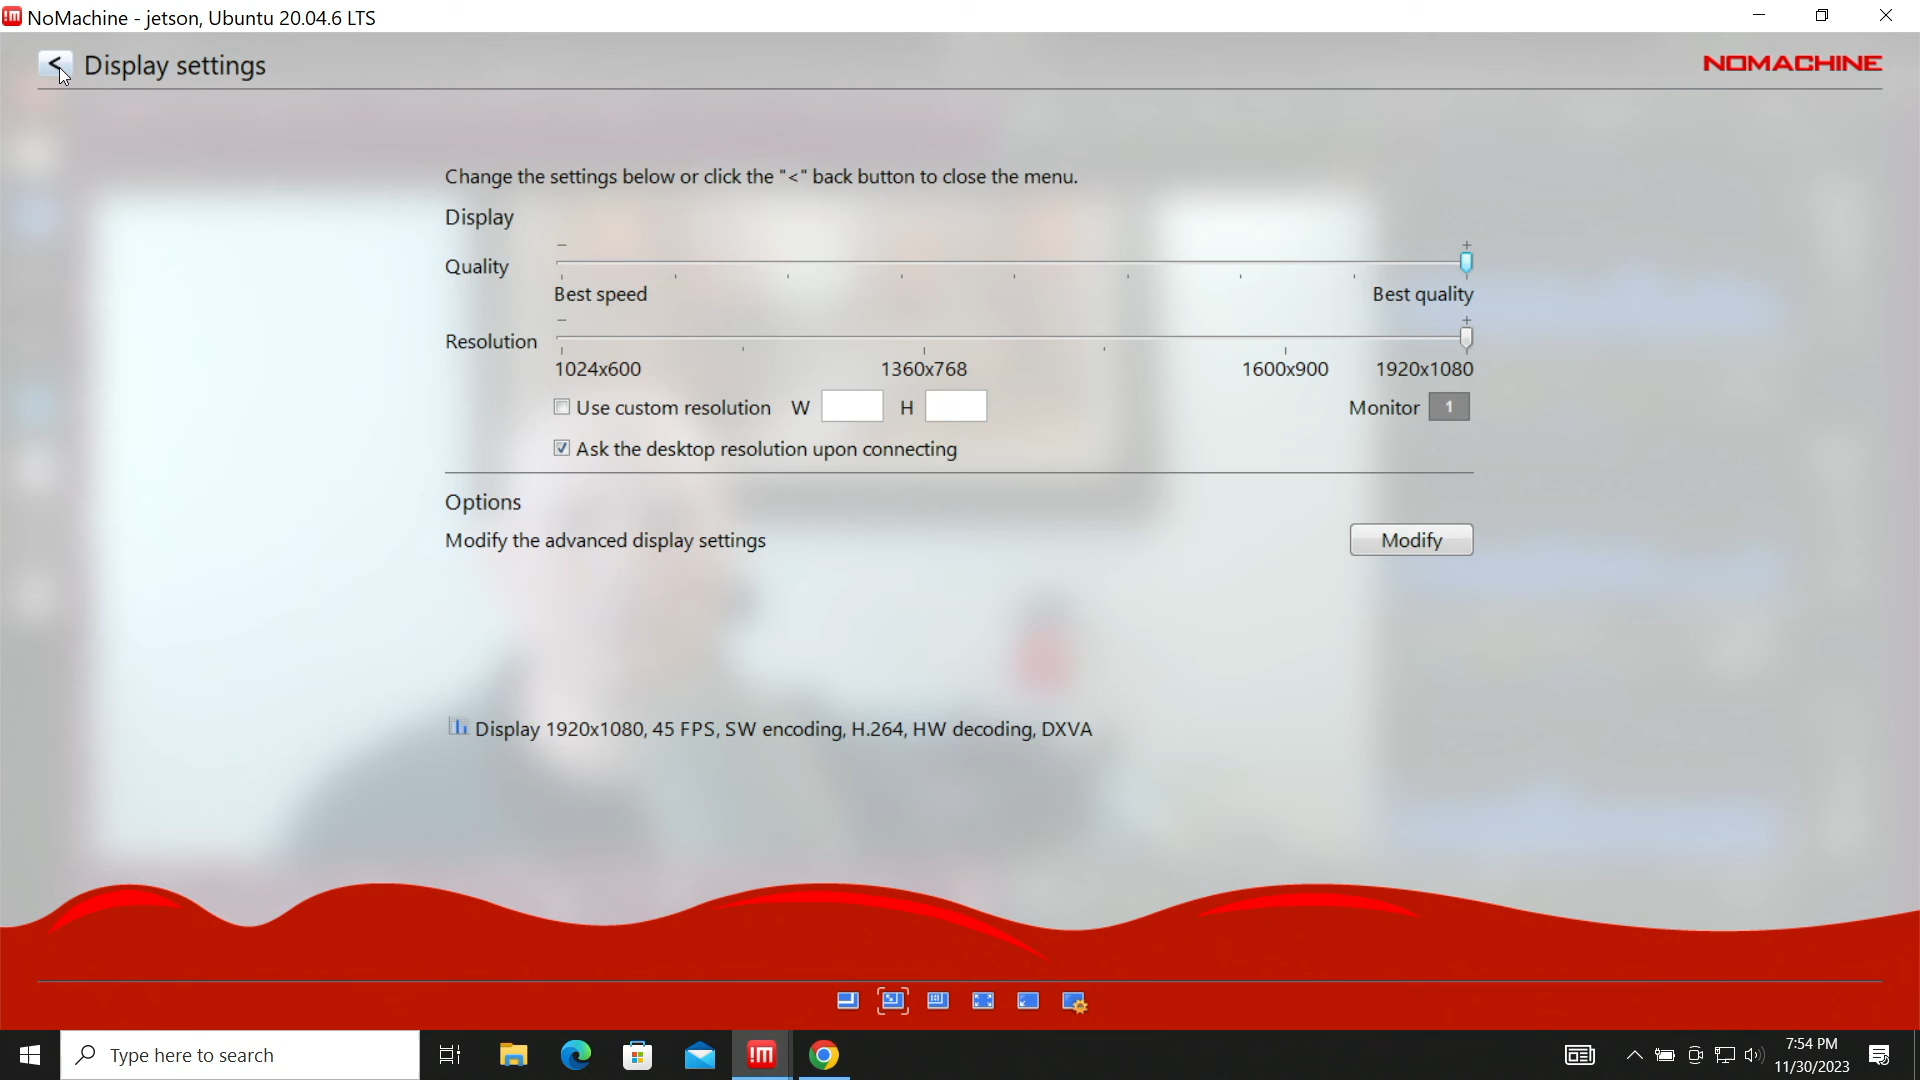 NoMachine - jetson, Ubuntu 20.04.6 LTS
< Display settings
NOMACHINE
Change the settings below or click the "<" back button to close the menu.
Display
- +
Quality
Best speed Best quality
- +
Resolution
1024x600 1360x768 1600x900 1920x1080
Use custom resolution W H Monitor 1
Ask the desktop resolution upon connecting
Options
Modify the advanced display settings Modify
Display 1920x1080, 45 FPS, SW encoding, H.264, HW decoding, DXVA
Type here to search
7:54 PM
11/30/2023